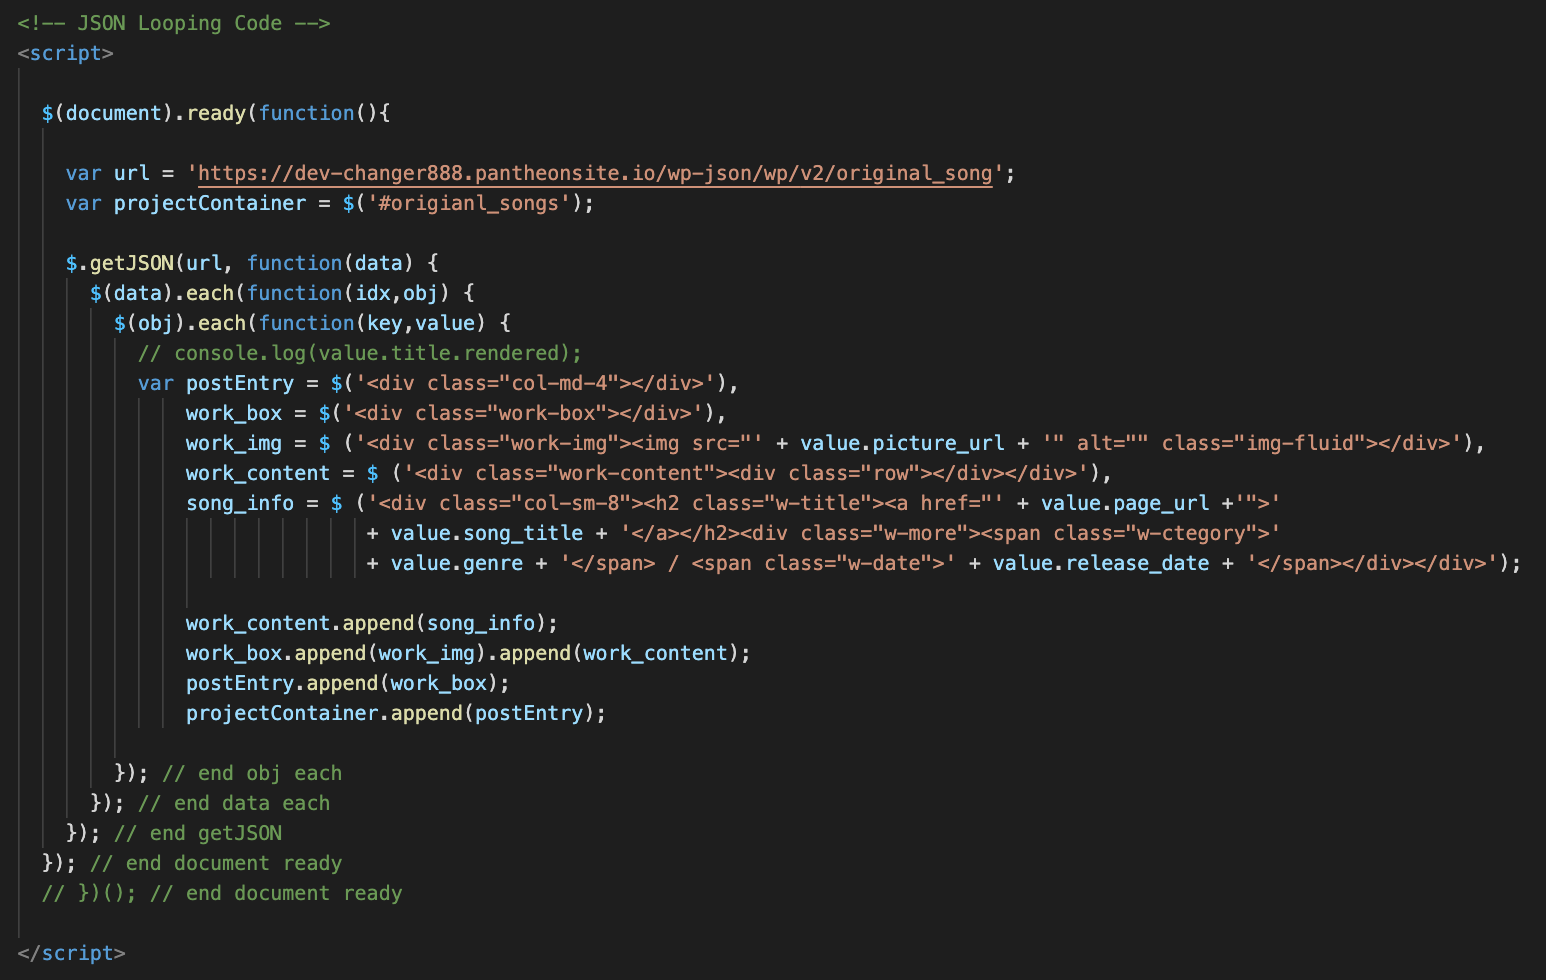 <!-- JSON Looping Code -->
<script>
$(document).ready(function(){
var url = 'https://dev-changer888.pantheonsite.io/wp-json/wp/v2/original_song';
var projectContainer = $('#origianl_songs');
$.getJSON(url, function(data) {
$(data).each(function(idx,obj) {
$(obj).each(function(key,value) {
// console.log(value.title.rendered);
var postEntry = $('<div class="col-md-4"></div>'),
work_box = $('<div class="work-box"></div>'),
work_img = $ ('<div class="work-img"><img src="' + value.picture_url + '" alt="" class="img-fluid"></div>'),
work_content = $ ('<div class="work-content"><div class="row"></div></div>'),
song_info = $ ('<div class="col-sm-8"><h2 class="w-title"><a href="' + value.page_url +'">'
+ value.song_title + '</a></h2><div class="w-more"><span class="w-ctegory">'
+ value.genre + '</span> / <span class="w-date">' + value.release_date + '</span></div></div>');
work_content.append(song_info);
work_box.append(work_img).append(work_content);
postEntry.append(work_box);
projectContainer.append(postEntry);
}); // end obj each
}); // end data each
}); // end getJSON
}); // end document ready
// })(); // end document ready
</script>